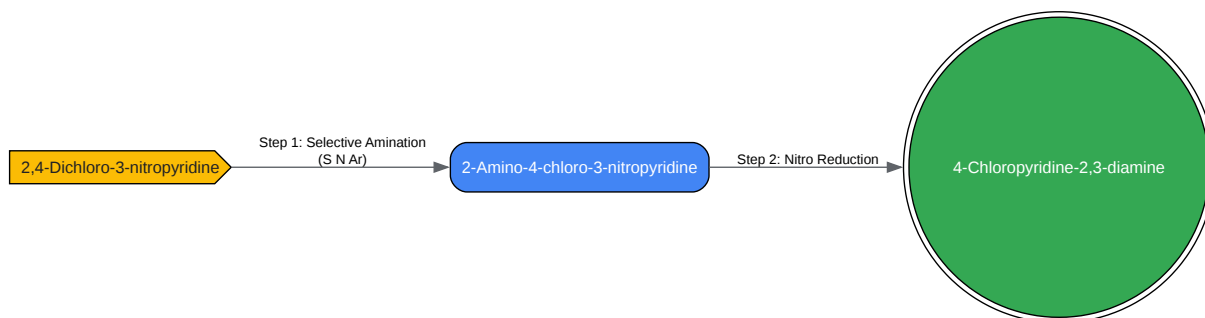 2,4-Dichloro-3-nitropyridine
Step 1: Selective Amination
(S N Ar)
2-Amino-4-chloro-3-nitropyridine
Step 2: Nitro Reduction
4-Chloropyridine-2,3-diamine